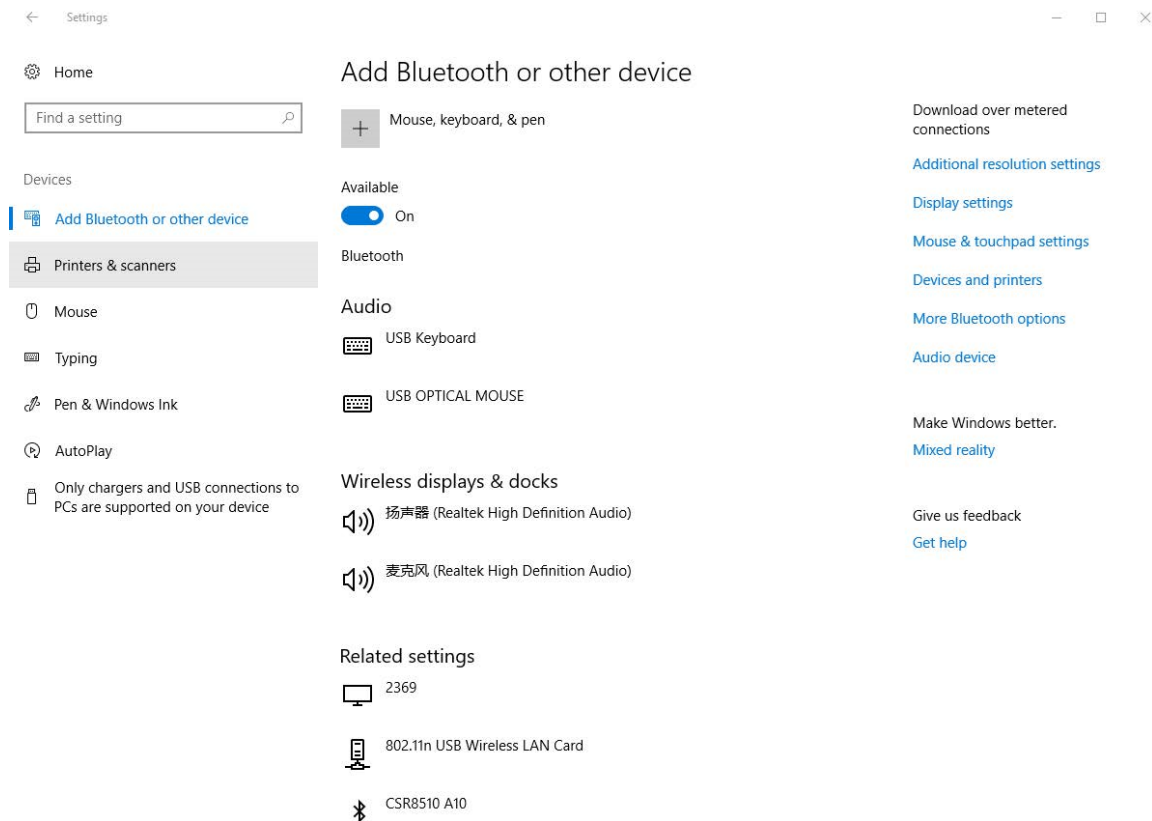 Settings
Home
Find a setting
Devices
Add Bluetooth or other device
Printers & scanners
Mouse
Typing
Pen & Windows Ink
AutoPlay
Only chargers and USB connections to
PCs are supported on your device
Add Bluetooth or other device
Mouse, keyboard, & pen
Available
On
Bluetooth
Audio
USB Keyboard
USB OPTICAL MOUSE
Wireless displays & docks
扬声器 (Realtek High Definition Audio)
麦克风 (Realtek High Definition Audio)
Related settings
2369
802.11n USB Wireless LAN Card
CSR8510 A10
Download over metered
connections
Additional resolution settings
Display settings
Mouse & touchpad settings
Devices and printers
More Bluetooth options
Audio device
Make Windows better.
Mixed reality
Give us feedback
Get help